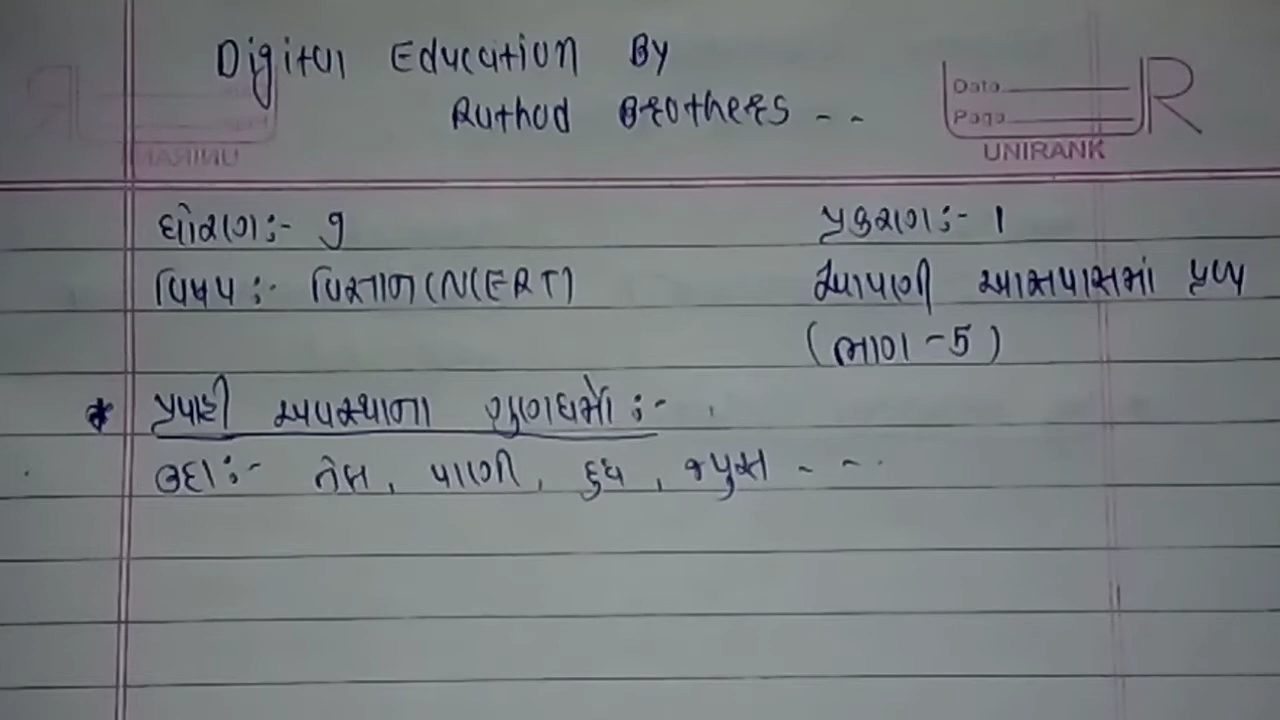 Digital Education By
Rathod Brothers - -
Date
Page
UNIRANK
ધોરણ :- 9
પ્રકરણ :- 1
વિષય :- વિજ્ઞાન (NCERT)
આપણી આસપાસમાં દ્રવ્ય
(ભાગ - 5)
* પ્રવાહી અવસ્થાના ગુણધર્મો :-
ઉદા :- તેલ, પાણી, દુધ, જ્યુસ - - -